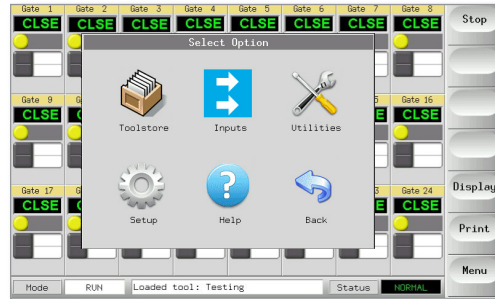 Gate 1 Gate 2 Gate 3 Gate 4 Gate 5 Gate 6 Gate 7 Gate 8
CLSE CLSE CLSE CLSE CLSE CLSE CLSE CLSE
Stop
Select Option
Gate 9 Gate 16
CLSE CLSE
Toolstore Inputs Utilities
Gate 17 Gate 24
CLSE CLSE
Display
Setup Help Back
Print
Menu
Mode RUN Loaded tool: Testing Status NORMAL